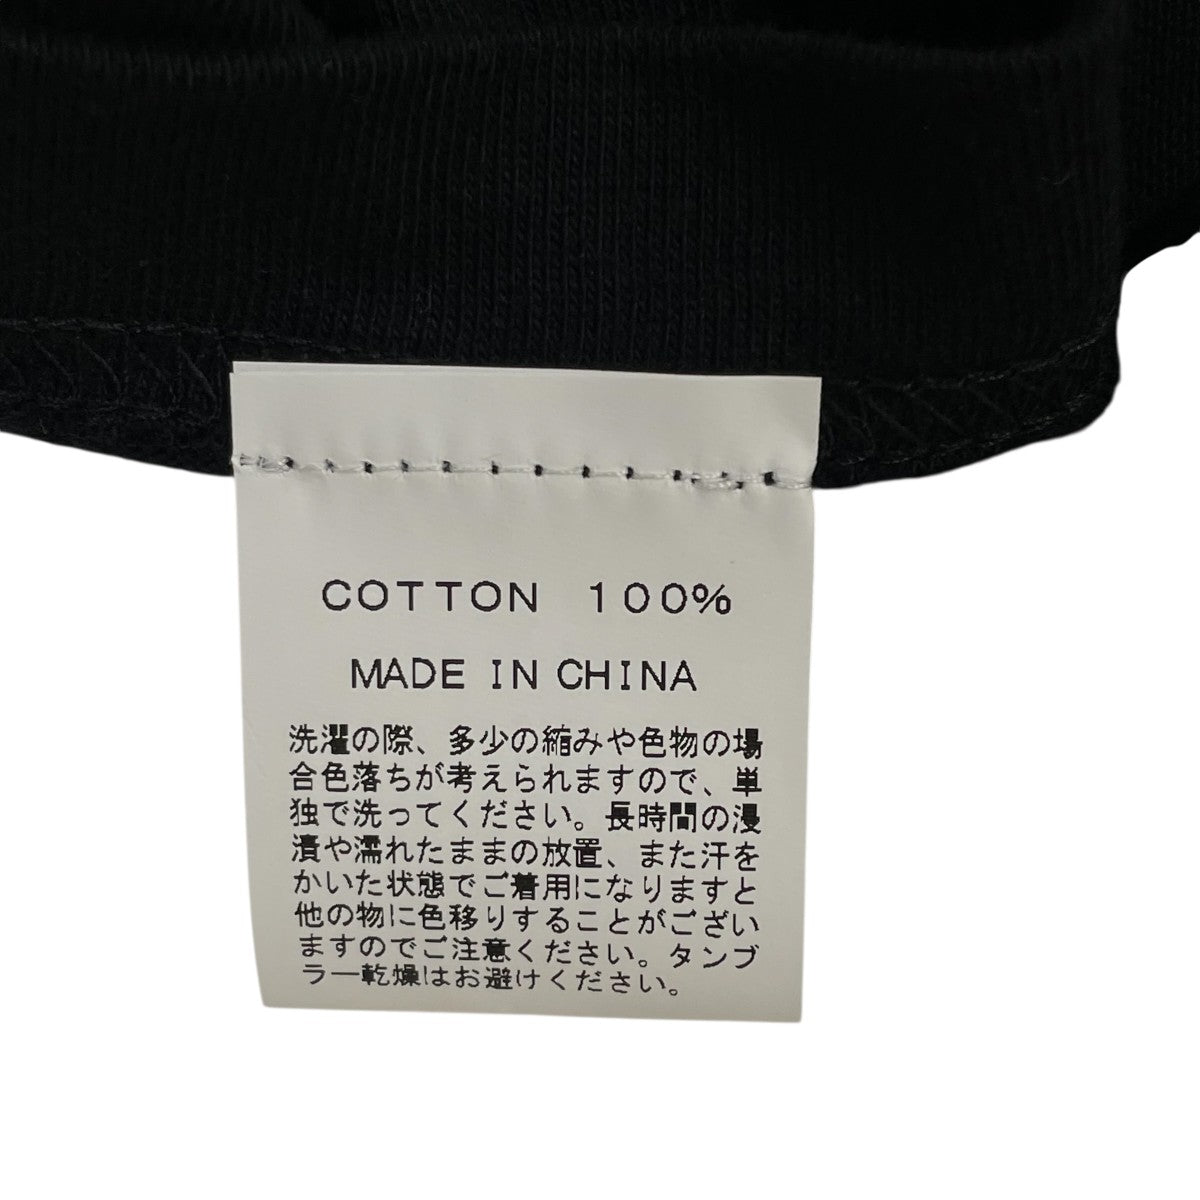 COTTON 100%
MADE IN CHINA
洗濯の際、多少の縮みや色物の場
合色落ちが考えられますので、単
独で洗ってください。長時間の浸
漬や濡れたままの放置、また汗を
かいた状態でご着用になりますと
他の物に色移りすることがござい
ますのでご注意ください。タンブ
ラー乾燥はお避けください。